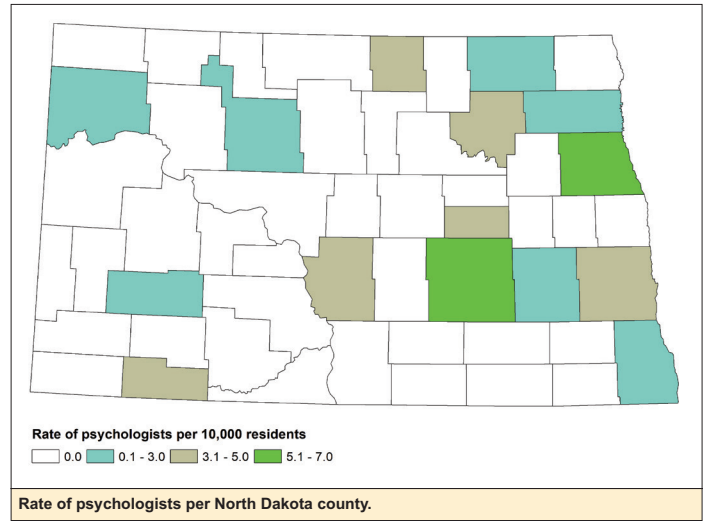 Rate of psychologists per 10,000 residents
0.0 0.1 - 3.0 3.1 - 5.0 5.1 - 7.0
Rate of psychologists per North Dakota county.